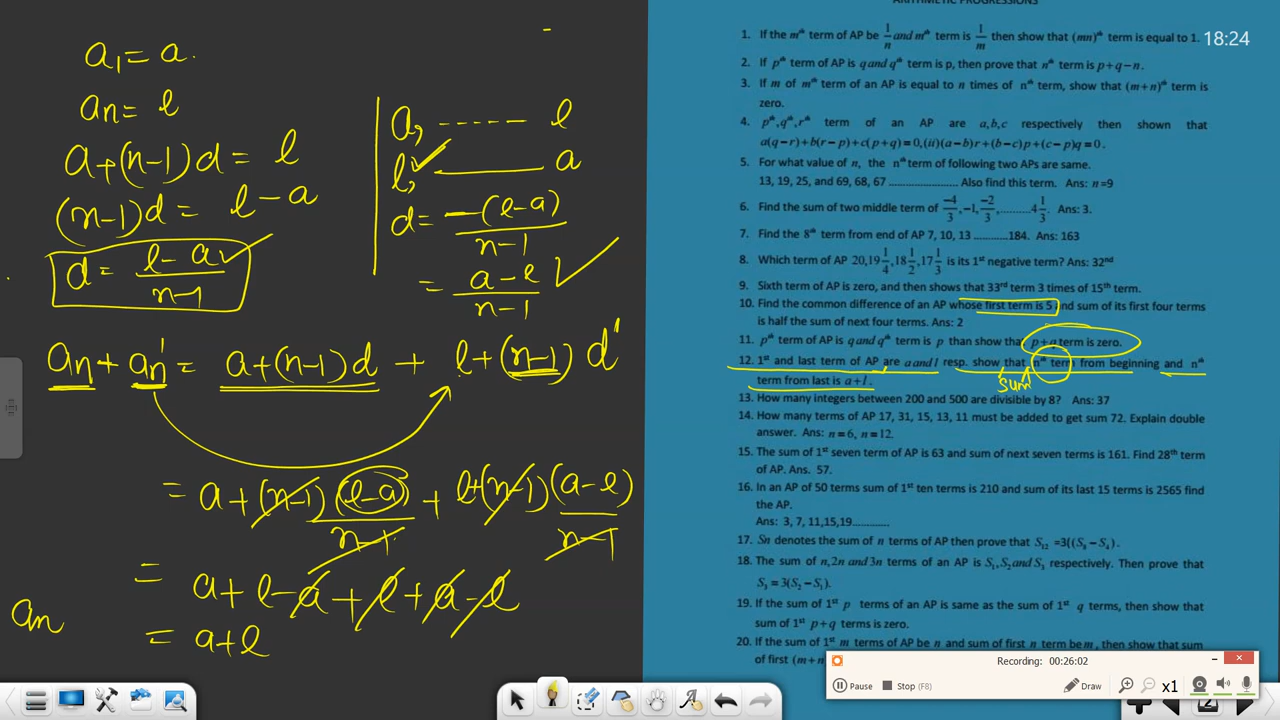 ARITHMETIC PROGRESSIONS
18:24
a₁ = a.
aₙ = l
a+(n-1)d = l
(n-1)d = l-a
d = (l-a)/(n-1)
a, ------ l
l, ______ a
d = -(l-a)/(n-1)
= (a-l)/(n-1)
aₙ + aₙ' = a+(n-1)d + l+(n-1)d'
= a+(n-1)(l-a)/(n-1) + l+(n-1)(a-l)/(n-1)
= a+l-a+l+a-l
= a+l
aₙ
1. If the mᵗʰ term of AP be 1/n and mᵗʰ term is 1/m then show that (mn)ᵗʰ term is equal to 1.
2. If pᵗʰ term of AP is q and qᵗʰ term is p, then prove that nᵗʰ term is p+q−n.
3. If m of mᵗʰ term of an AP is equal to n times of nᵗʰ term, show that (m+n)ᵗʰ term is
zero.
4. pᵗʰ,qᵗʰ,rᵗʰ term of an AP are a,b,c respectively then shown that
a(q−r)+b(r−p)+c(p+q)=0,(ii)(a−b)r+(b−c)p+(c−p)q=0.
5. For what value of n, the nᵗʰ term of following two APs are same.
13, 19, 25, and 69, 68, 67 ........................ Also find this term. Ans: n=9
6. Find the sum of two middle term of −4/3,−1,−2/3,..........4 1/3. Ans: 3.
7. Find the 8ᵗʰ term from end of AP 7, 10, 13 ............184. Ans: 163
8. Which term of AP 20,19 1/4,18 1/2,17 1/3 is its 1ˢᵗ negative term? Ans: 32ⁿᵈ
9. Sixth term of AP is zero, and then shows that 33ʳᵈ term 3 times of 15ᵗʰ term.
10. Find the common difference of an AP whose first term is 5 and sum of its first four terms
is half the sum of next four terms. Ans: 2
11. pᵗʰ term of AP is q and qᵗʰ term is p than show that p+q term is zero.
12. 1ˢᵗ and last term of AP, are a and l resp. show that nᵗʰ term from beginning and nᵗʰ
term from last is a+l.
sum
13. How many integers between 200 and 500 are divisible by 8? Ans: 37
14. How many terms of AP 17, 31, 15, 13, 11 must be added to get sum 72. Explain double
answer. Ans: n=6, n=12.
15. The sum of 1ˢᵗ seven term of AP is 63 and sum of next seven terms is 161. Find 28ᵗʰ term
of AP. Ans. 57.
16. In an AP of 50 terms sum of 1ˢᵗ ten terms is 210 and sum of its last 15 terms is 2565 find
the AP.
Ans: 3, 7, 11,15,19............
17. Sn denotes the sum of n terms of AP then prove that S₁₂ =3((S₈−S₄).
18. The sum of n,2n and 3n terms of an AP is S₁,S₂ and S₃ respectively. Then prove that
S₃ = 3(S₂−S₁).
19. If the sum of 1ˢᵗ p terms of an AP is same as the sum of 1ˢᵗ q terms, then show that
sum of 1ˢᵗ p+q terms is zero.
20. If the sum of 1ˢᵗ m terms of AP be n and sum of first n term be m, then show that sum
of first (m+n)
Recording: 00:26:02
Pause Stop (F8) Draw x1
2